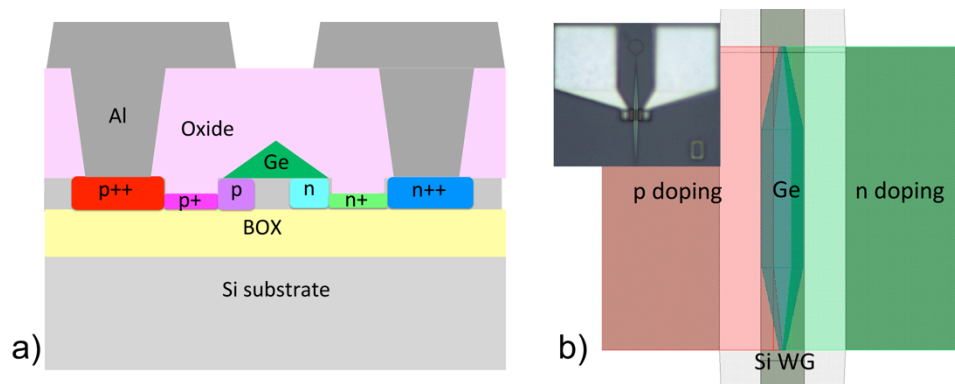 Al
Oxide
Ge
p++
p+
p
n
n+
n++
BOX
Si substrate
a)
p doping
Ge
n doping
Si WG
b)